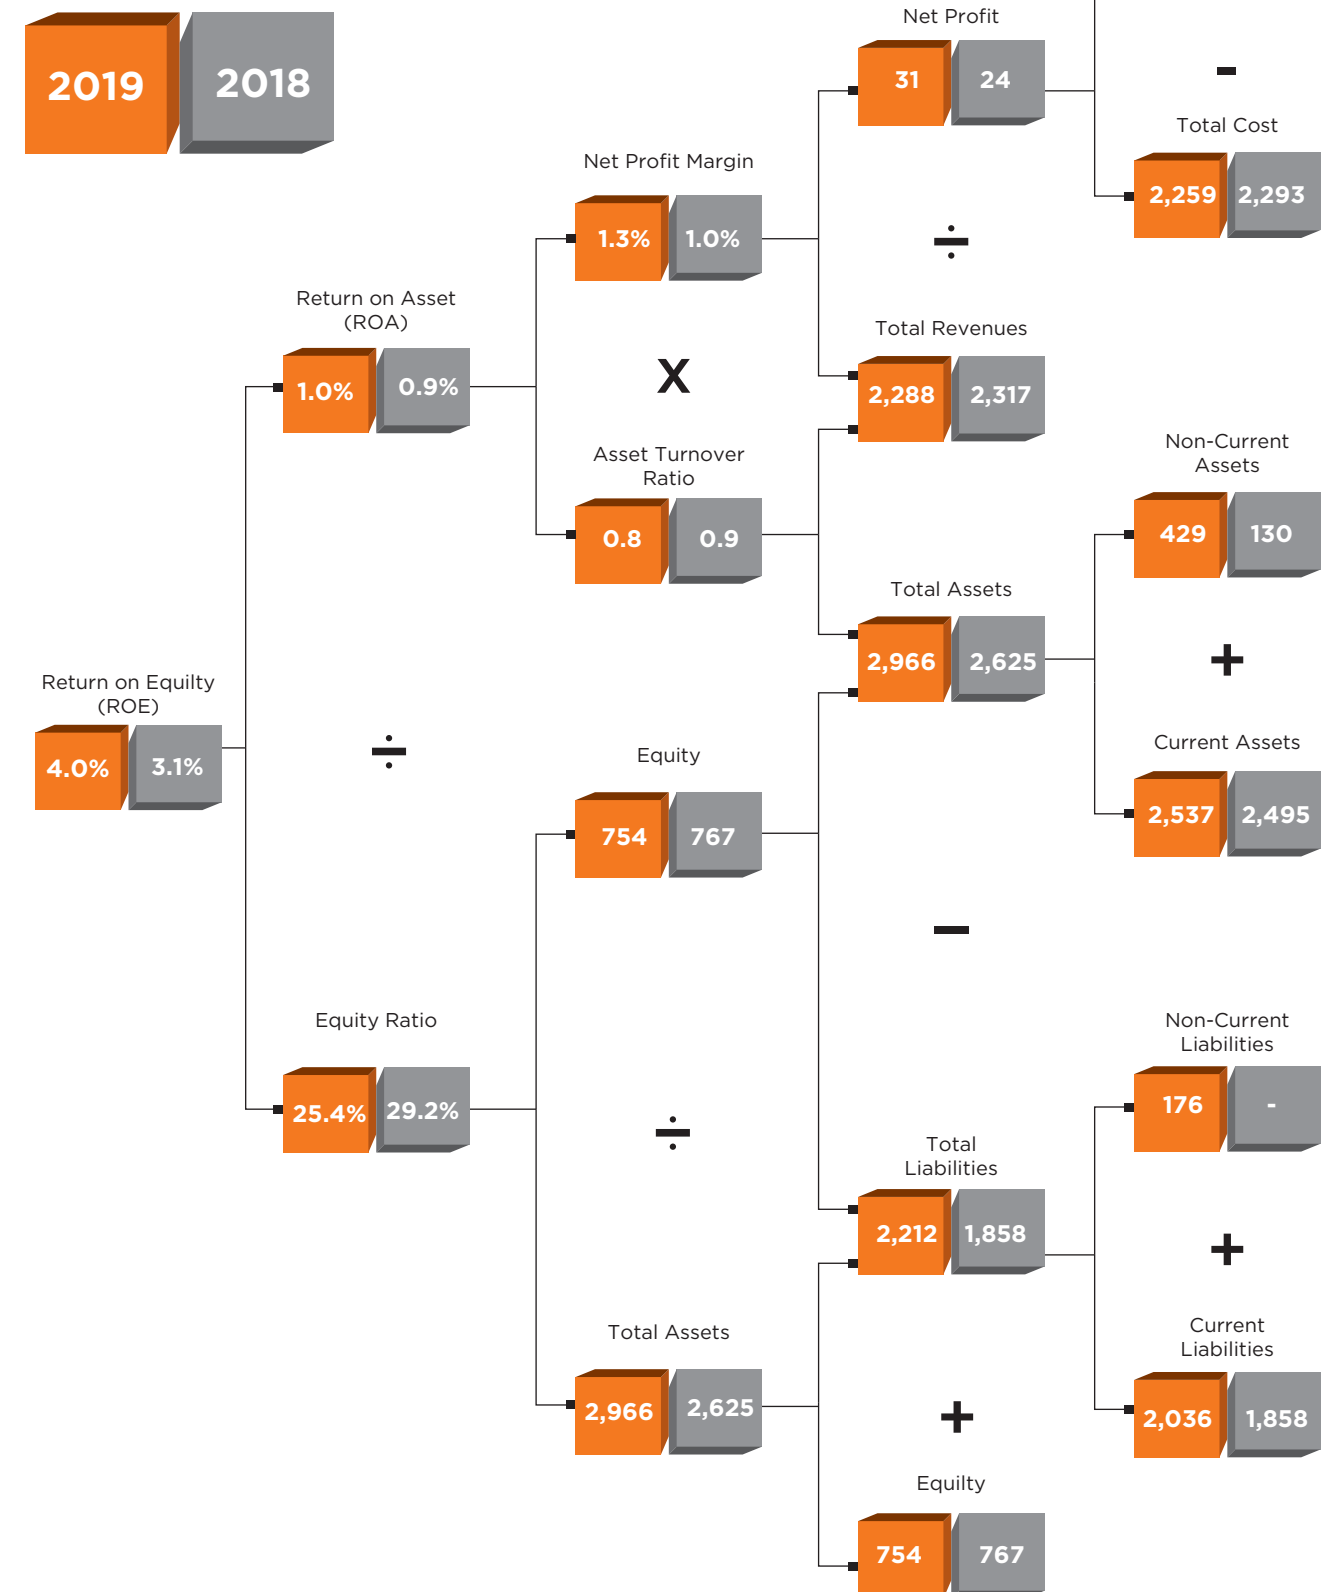 2019 2018
Net Profit
31 24
-
Total Cost
2,259 2,293
Net Profit Margin
1.3% 1.0%
÷
Return on Asset
(ROA)
1.0% 0.9%
X
Total Revenues
2,288 2,317
Asset Turnover
Ratio
0.8 0.9
Non-Current
Assets
429 130
Total Assets
2,966 2,625
+
Return on Equilty
(ROE)
4.0% 3.1%
÷
Equity
754 767
Current Assets
2,537 2,495
−
Equity Ratio
25.4% 29.2%
÷
Non-Current
Liabilities
176 -
Total
Liabilities
2,212 1,858
+
Total Assets
2,966 2,625
Current
Liabilities
2,036 1,858
+
Equilty
754 767